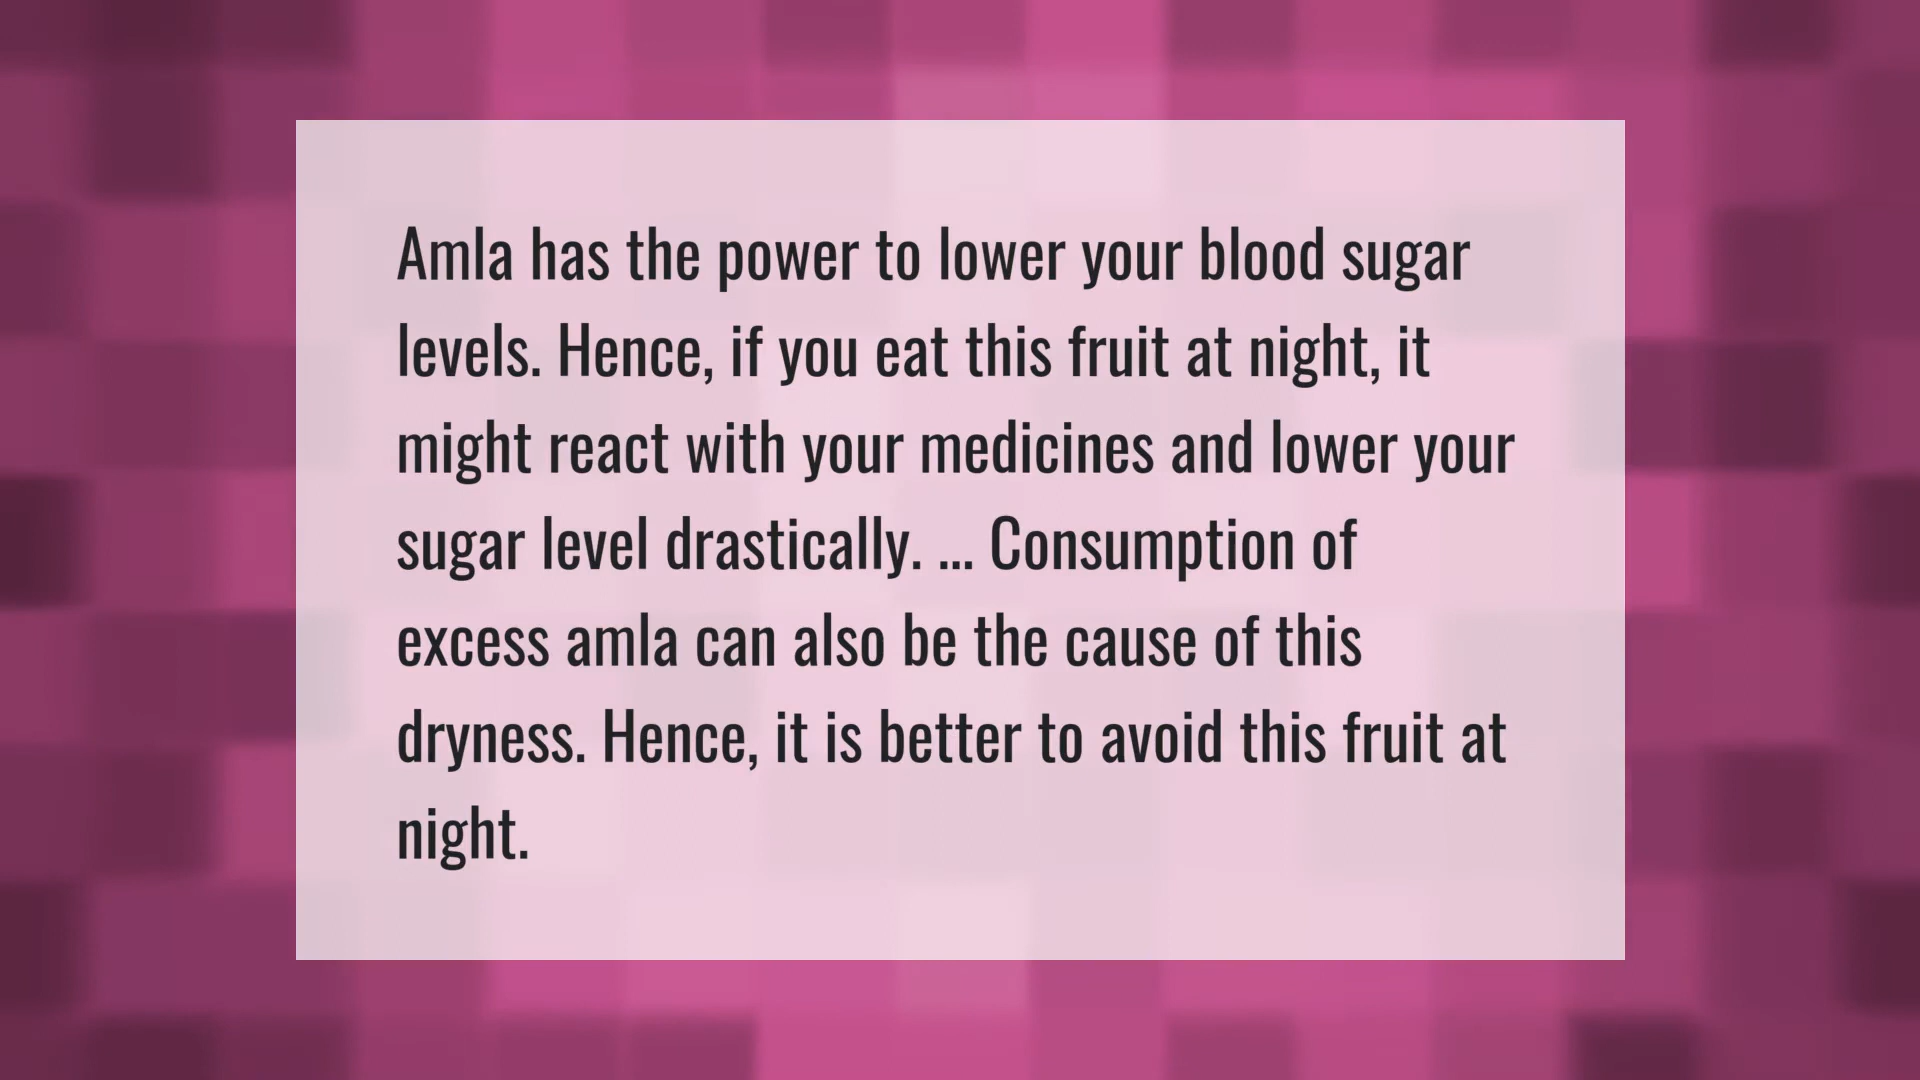 Amla has the power to lower your blood sugar
levels. Hence, if you eat this fruit at night, it
might react with your medicines and lower your
sugar level drastically. ... Consumption of
excess amla can also be the cause of this
dryness. Hence, it is better to avoid this fruit at
night.